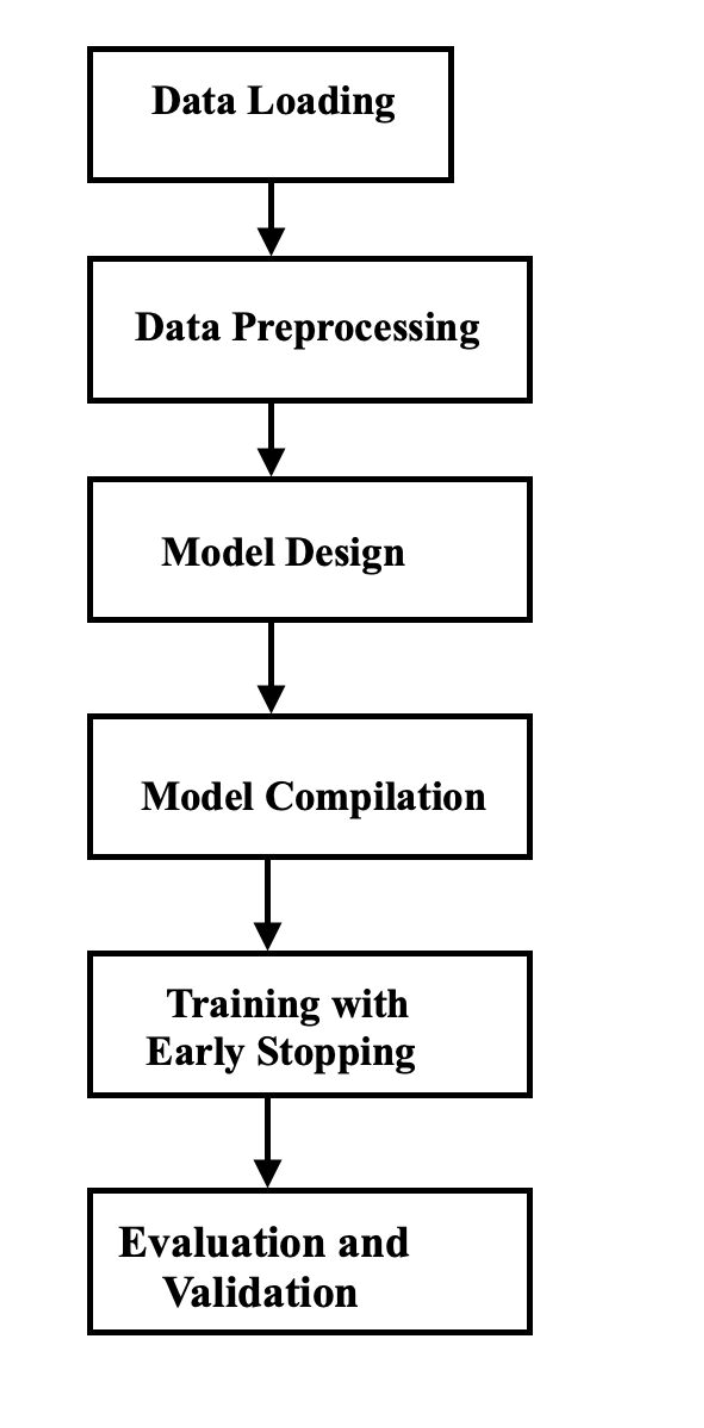 Data Loading
Data Preprocessing
Model Design
Model Compilation
Training with
Early Stopping
Evaluation and
Validation